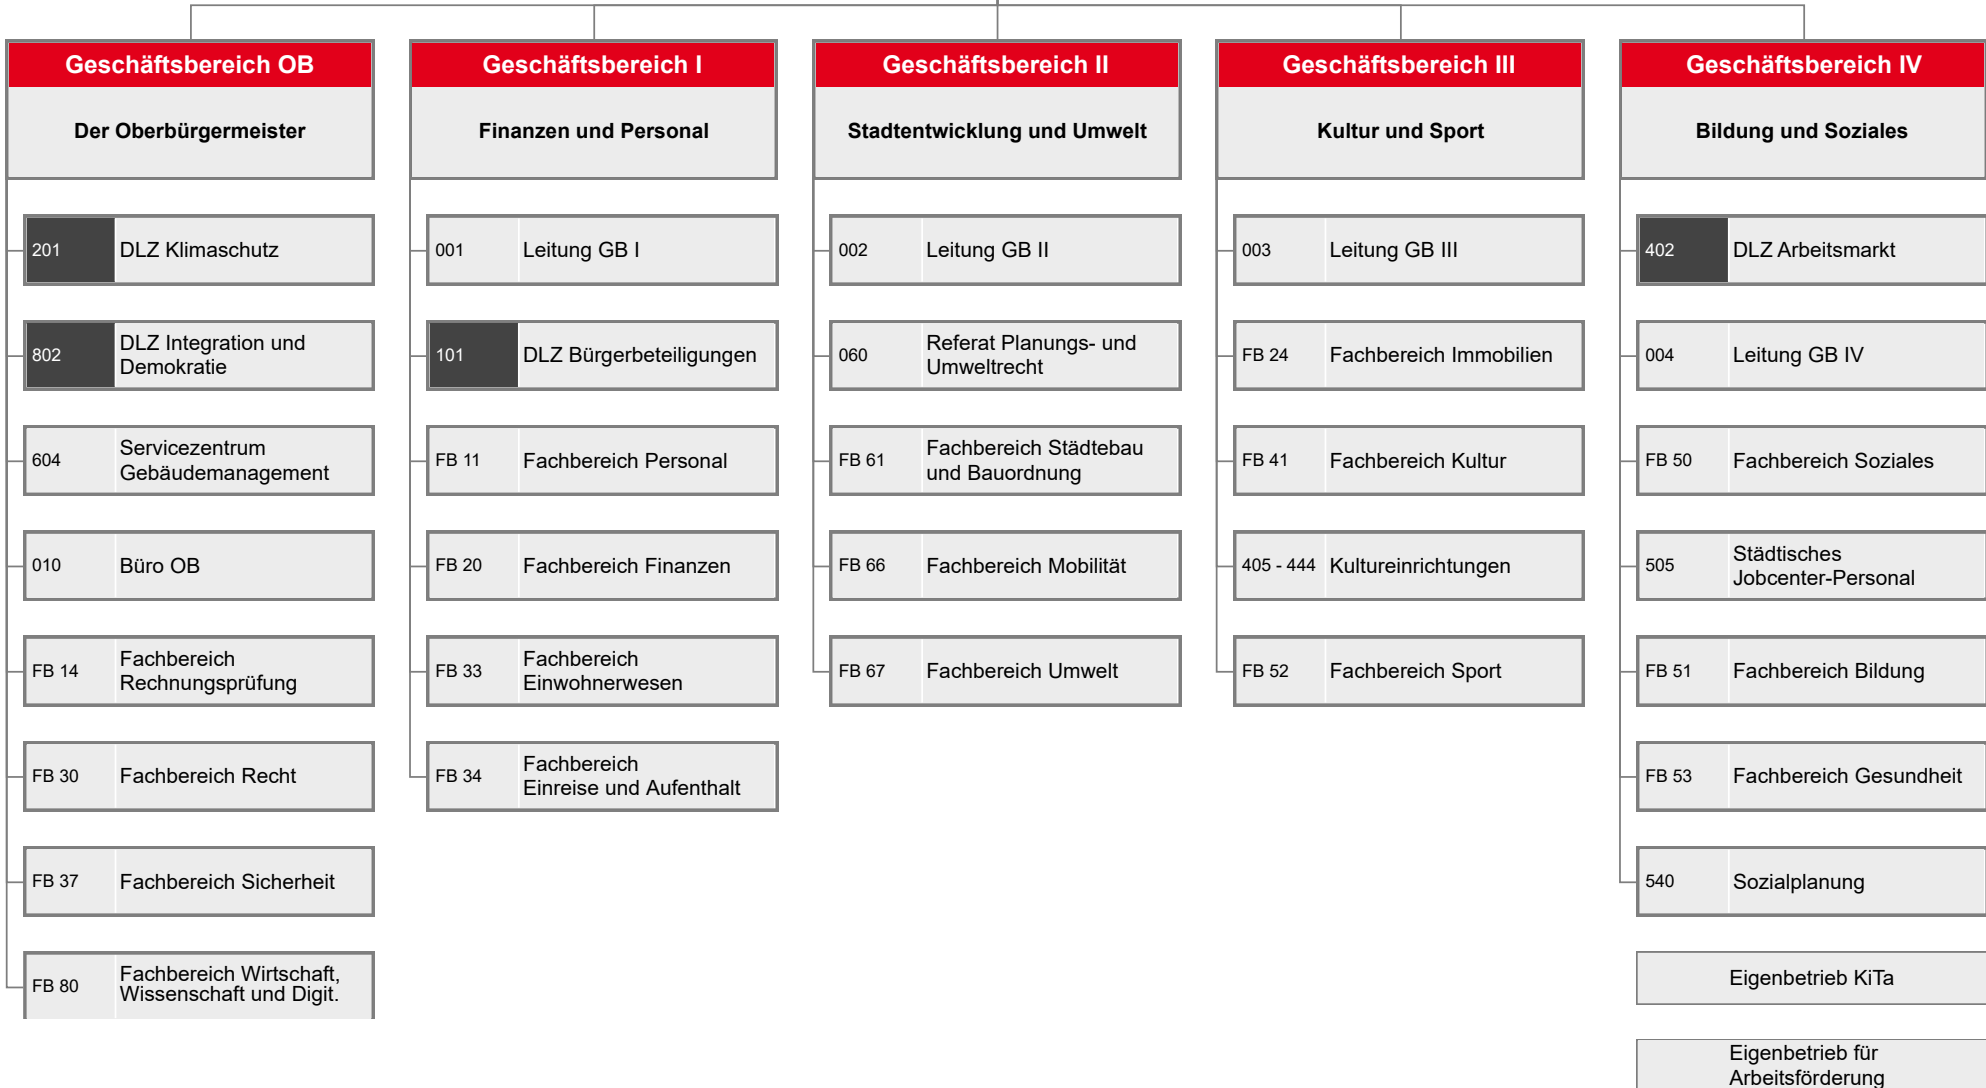 Geschäftsbereich OB
Der Oberbürgermeister
201
DLZ Klimaschutz
802
DLZ Integration und
Demokratie
604
Servicezentrum
Gebäudemanagement
010
Büro OB
FB 14
Fachbereich
Rechnungsprüfung
FB 30
Fachbereich Recht
FB 37
Fachbereich Sicherheit
FB 80
Fachbereich Wirtschaft,
Wissenschaft und Digit.
Geschäftsbereich I
Finanzen und Personal
001
Leitung GB I
101
DLZ Bürgerbeteiligungen
FB 11
Fachbereich Personal
FB 20
Fachbereich Finanzen
FB 33
Fachbereich
Einwohnerwesen
FB 34
Fachbereich
Einreise und Aufenthalt
Geschäftsbereich II
Stadtentwicklung und Umwelt
002
Leitung GB II
060
Referat Planungs- und
Umweltrecht
FB 61
Fachbereich Städtebau
und Bauordnung
FB 66
Fachbereich Mobilität
FB 67
Fachbereich Umwelt
Geschäftsbereich III
Kultur und Sport
003
Leitung GB III
FB 24
Fachbereich Immobilien
FB 41
Fachbereich Kultur
405 - 444
Kultureinrichtungen
FB 52
Fachbereich Sport
Geschäftsbereich IV
Bildung und Soziales
402
DLZ Arbeitsmarkt
004
Leitung GB IV
FB 50
Fachbereich Soziales
505
Städtisches
Jobcenter-Personal
FB 51
Fachbereich Bildung
FB 53
Fachbereich Gesundheit
540
Sozialplanung
Eigenbetrieb KiTa
Eigenbetrieb für
Arbeitsförderung